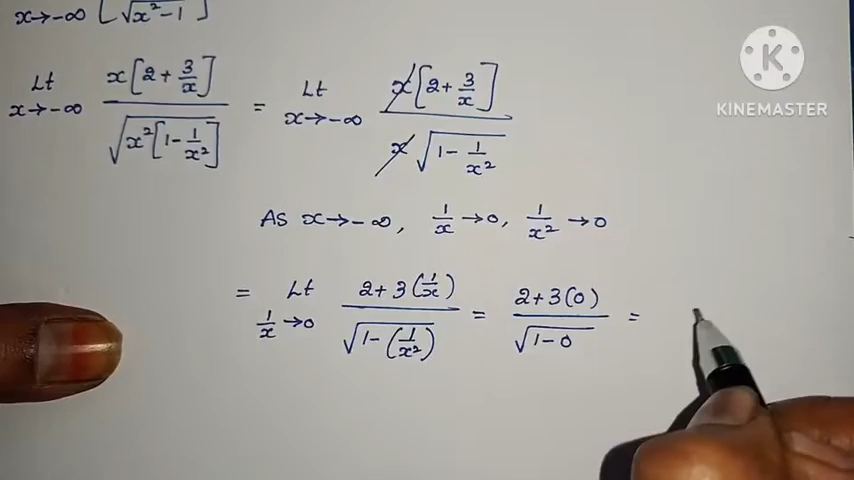 x→-∞ [ √x²-1 ]
Lt x→-∞ x[2+3/x] / √x²[1-1/x²] = Lt x→-∞ x[2+3/x] / x√1-1/x²
As x→-∞, 1/x→0, 1/x²→0
= Lt 1/x→0 2+3(1/x) / √1-(1/x²) = 2+3(0) / √1-0 =
KINEMASTER